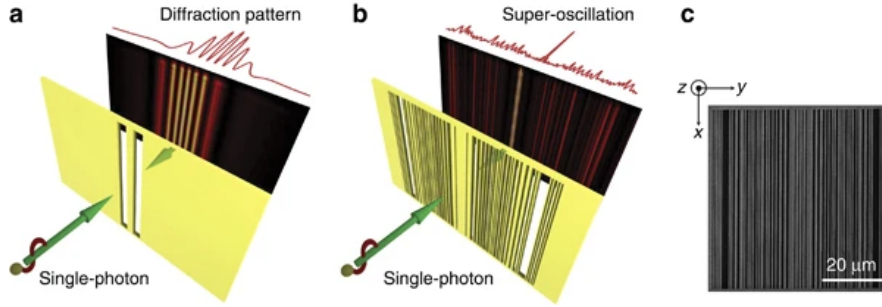 a
Diffraction pattern
Single-photon
b
Super-oscillation
Single-photon
c
z
y
x
20 μm